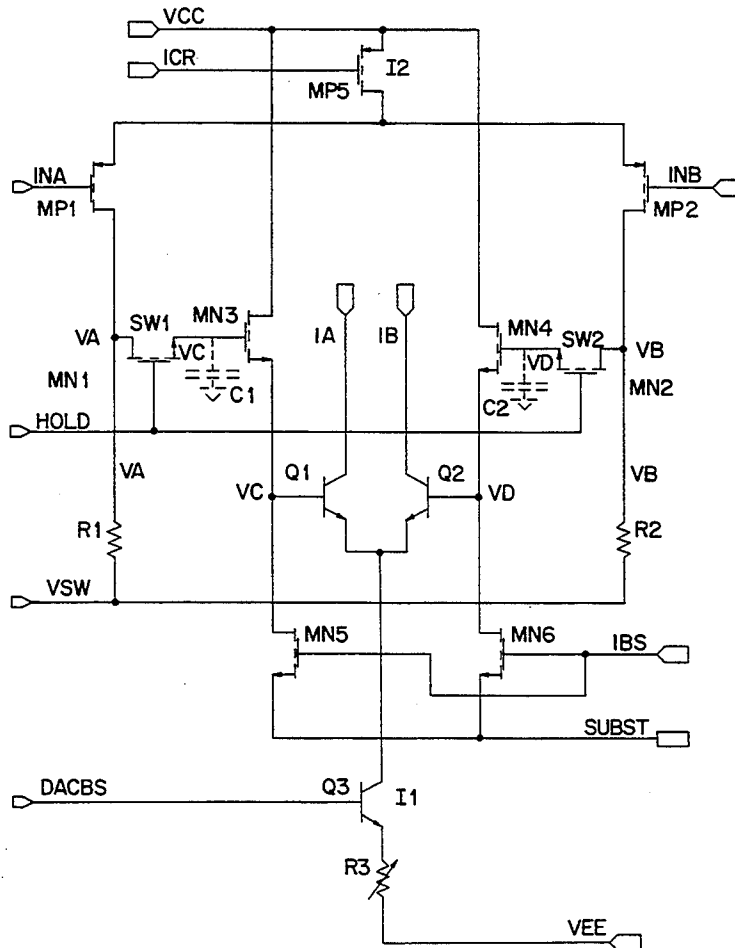 VCC
ICR
I2
MP5
INA
INB
MP1
MP2
MN3
IA
IB
MN4
SW1
SW2
VA
VC
VD
VB
MN1
C1
C2
MN2
HOLD
VA
VB
Q1
Q2
VC
VD
R1
R2
VSW
MN5
MN6
IBS
SUBST
DACBS
Q3
I1
R3
VEE